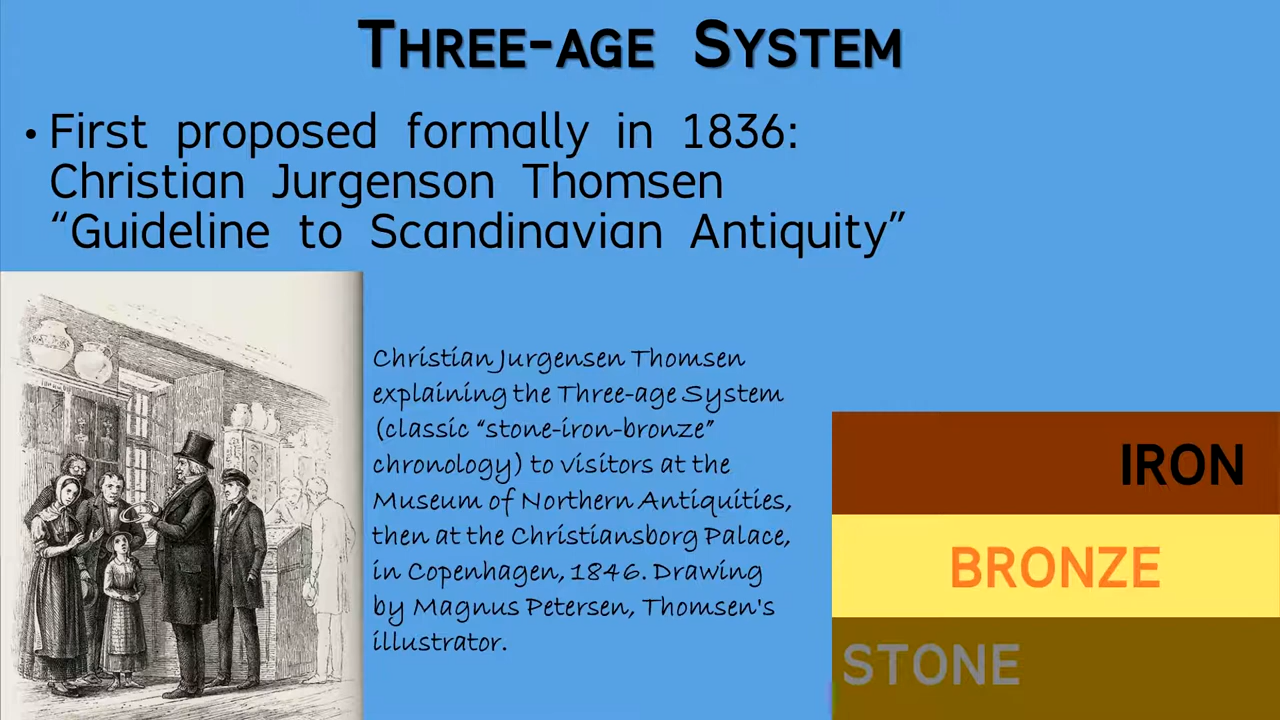 THREE-AGE SYSTEM
• First proposed formally in 1836:
Christian Jurgenson Thomsen
“Guideline to Scandinavian Antiquity”
Christian Jurgensen Thomsen
explaining the Three-age System
(classic “stone-iron-bronze”
chronology) to visitors at the
Museum of Northern Antiquities,
then at the Christiansborg Palace,
in Copenhagen, 1846. Drawing
by Magnus Petersen, Thomsen's
illustrator.
IRON
BRONZE
STONE